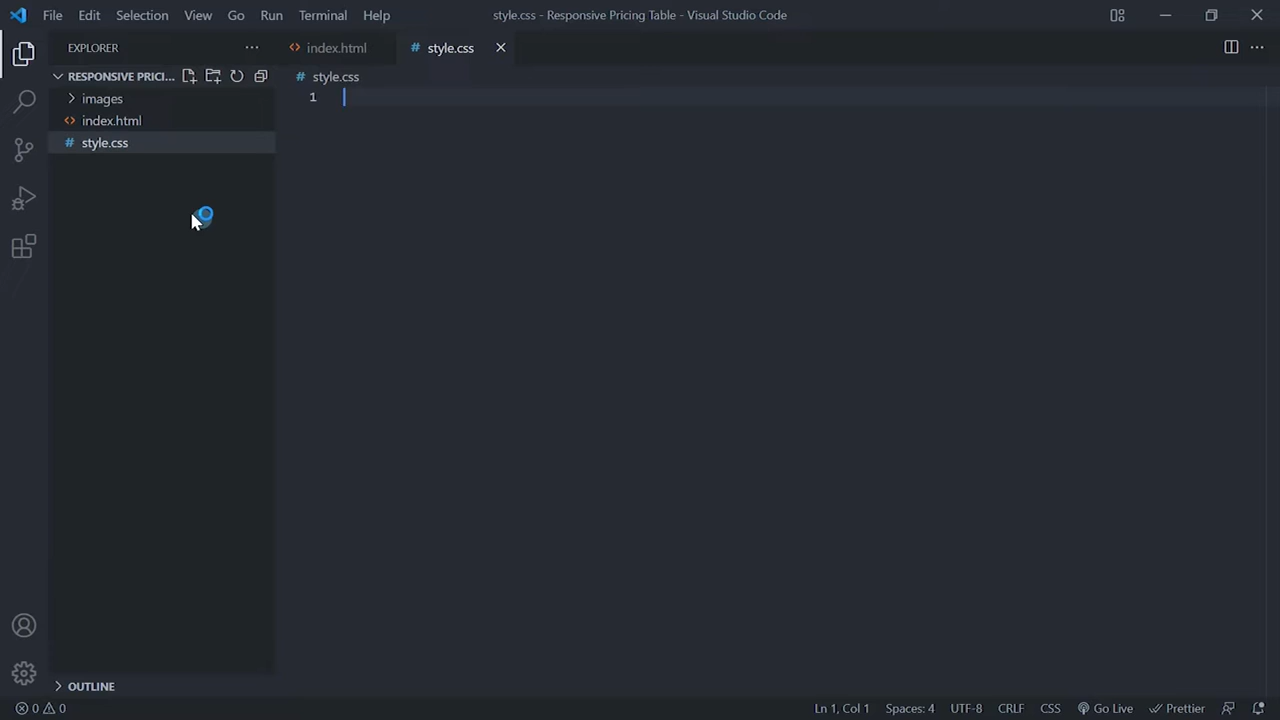 File Edit Selection View Go Run Terminal Help style.css - Responsive Pricing Table - Visual Studio Code
EXPLORER
index.html
# style.css
RESPONSIVE PRICI...
# style.css
images
1
index.html
# style.css
OUTLINE
0 0 Ln 1, Col 1 Spaces: 4 UTF-8 CRLF CSS Go Live Prettier